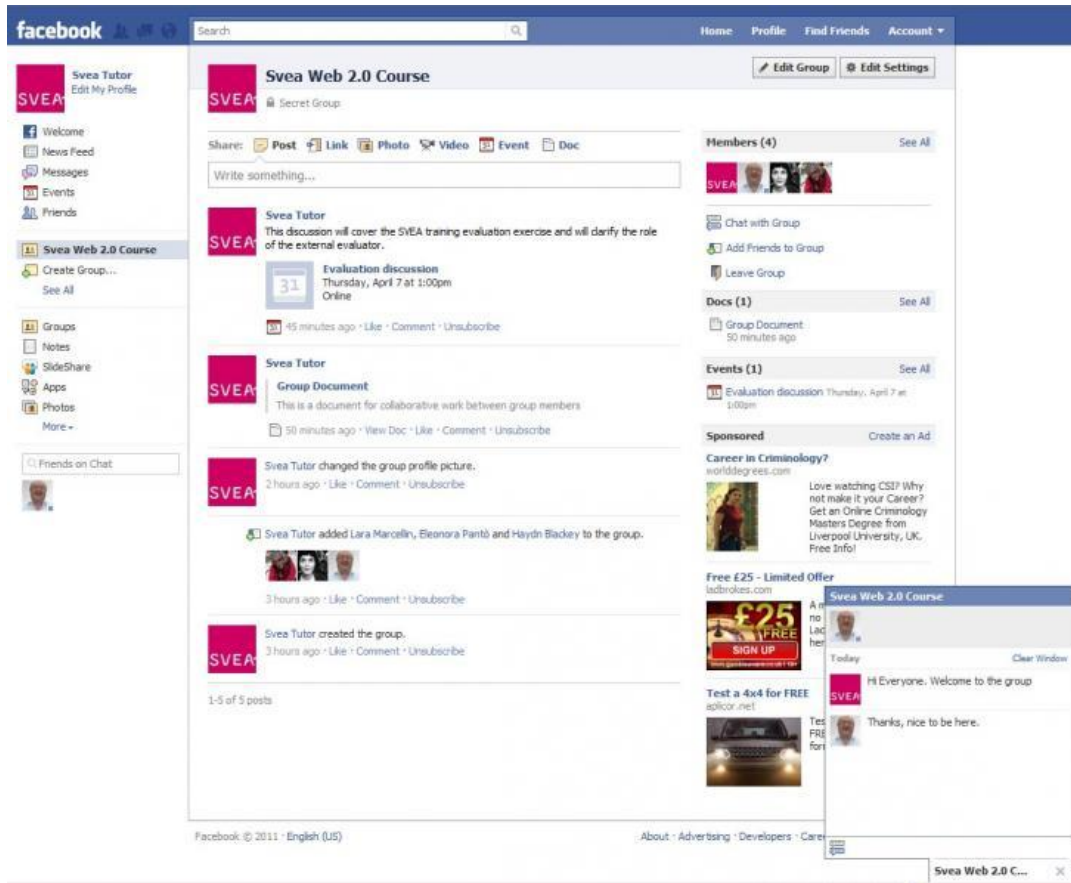 facebook
Search
Home Profile Find Friends Account
Svea Tutor
Edit My Profile
SVEA
Welcome
News Feed
Messages
Events
Friends
Svea Web 2.0 Course
Create Group...
See All
Groups
Notes
SlideShare
Apps
Photos
More
Friends on Chat
SVEA
Svea Web 2.0 Course
Secret Group
Edit Group Edit Settings
Share: Post Link Photo Video Event Doc
Write something...
SVEA
Svea Tutor
This discussion will cover the SVEA training evaluation exercise and will clarify the role
of the external evaluator.
31
Evaluation discussion
Thursday, April 7 at 1:00pm
Online
45 minutes ago · Like · Comment · Unsubscribe
SVEA
Svea Tutor
Group Document
This is a document for collaborative work between group members
50 minutes ago · View Doc · Like · Comment · Unsubscribe
SVEA
Svea Tutor changed the group profile picture.
2 hours ago · Like · Comment · Unsubscribe
Svea Tutor added Lara Marcellin, Eleonora Pantò and Haydn Blackey to the group.
3 hours ago · Like · Comment · Unsubscribe
SVEA
Svea Tutor created the group.
3 hours ago · Like · Comment · Unsubscribe
1-5 of 5 posts
Members (4) See All
SVEA
Chat with Group
Add Friends to Group
Leave Group
Docs (1) See All
Group Document
50 minutes ago
Events (1) See All
Evaluation discussion Thursday, April 7 at
1:00pm
Sponsored Create an Ad
Career in Criminology?
worlddegrees.com
Love watching CSI? Why
not make it your Career?
Get an Online Criminology
Masters Degree from
Liverpool University, UK.
Free Info!
Free £25 - Limited Offer
ladbrokes.com
£25
FREE
SIGN UP
no
Test a 4x4 for FREE
aplicor.net
Svea Web 2.0 Course
Today Clear Window
SVEA
Hi Everyone. Welcome to the group
Thanks, nice to be here.
Svea Web 2.0 C...
Facebook © 2011 · English (US)
About · Advertising · Developers ·